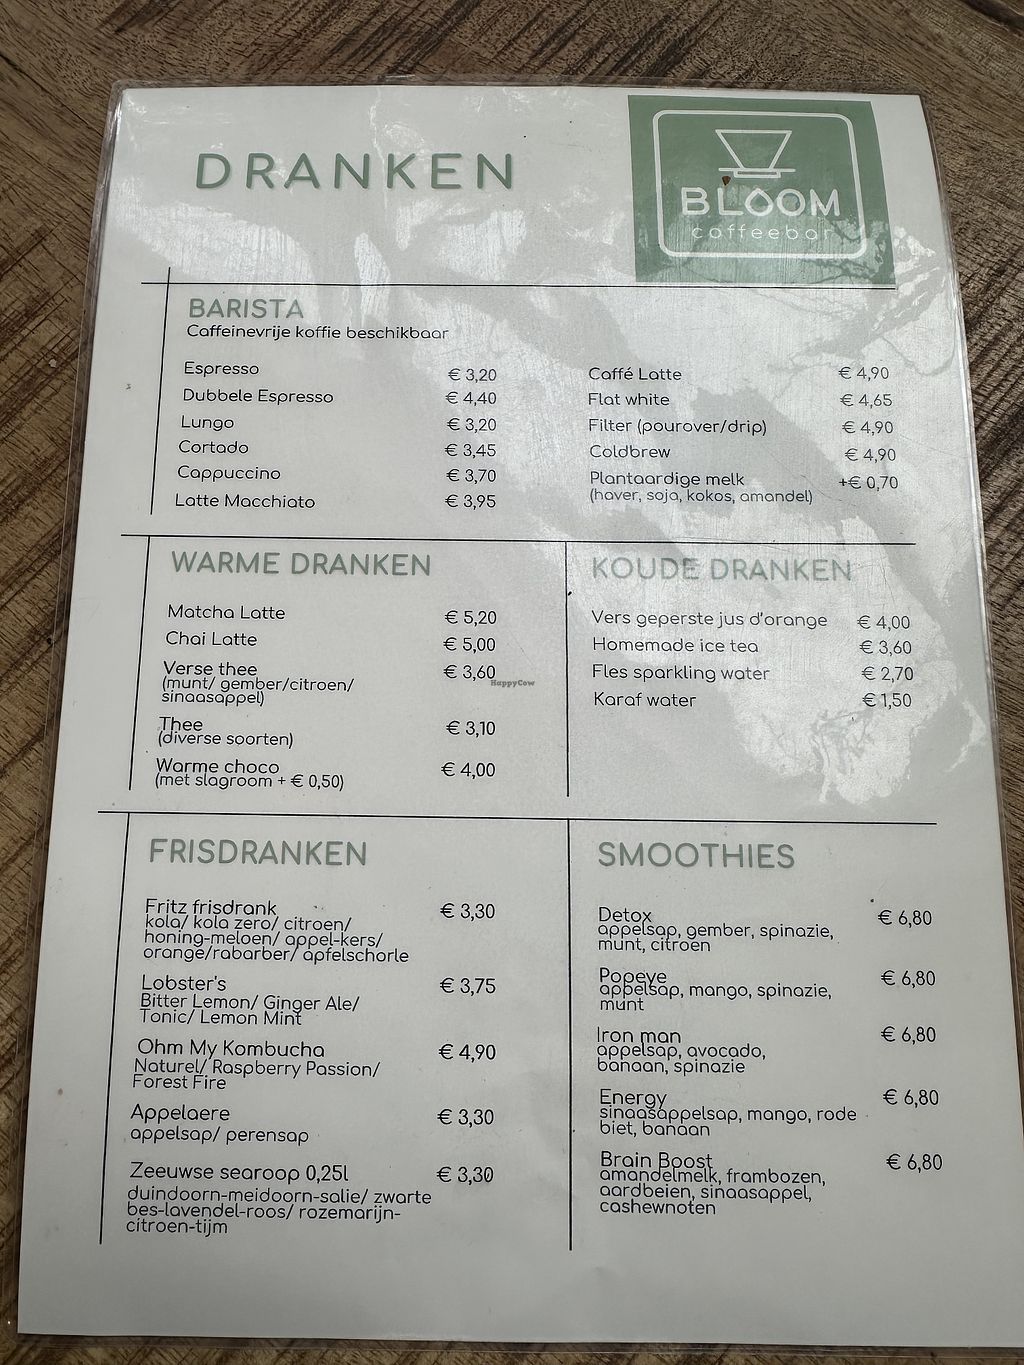 DRANKEN
BLOOM
coffeebar
BARISTA
Caffeinevrije koffie beschikbaar
Espresso € 3,20
Dubbele Espresso € 4,40
Lungo € 3,20
Cortado € 3,45
Cappuccino € 3,70
Latte Macchiato € 3,95
Caffé Latte € 4,90
Flat white € 4,65
Filter (pourover/drip) € 4,90
Coldbrew € 4,90
Plantaardige melk +€ 0,70
(haver, soja, kokos, amandel)
WARME DRANKEN
Matcha Latte € 5,20
Chai Latte € 5,00
Verse thee € 3,60
(munt/ gember/citroen/
sinaasappel)
Thee € 3,10
(diverse soorten)
Warme choco € 4,00
(met slagroom + € 0,50)
HappyCow
KOUDE DRANKEN
Vers geperste jus d'orange € 4,00
Homemade ice tea € 3,60
Fles sparkling water € 2,70
Karaf water € 1,50
FRISDRANKEN
Fritz frisdrank € 3,30
kola/ kola zero/ citroen/
honing-meloen/ appel-kers/
orange/rabarber/ apfelschorle
Lobster's € 3,75
Bitter Lemon/ Ginger Ale/
Tonic/ Lemon Mint
Ohm My Kombucha € 4,90
Naturel/ Raspberry Passion/
Forest Fire
Appelaere € 3,30
appelsap/ perensap
Zeeuwse searoop 0,25l € 3,30
duindoorn-meidoorn-salie/ zwarte
bes-lavendel-roos/ rozemarijn-
citroen-tijm
SMOOTHIES
Detox € 6,80
appelsap, gember, spinazie,
munt, citroen
Popeye € 6,80
appelsap, mango, spinazie,
munt
Iron man € 6,80
appelsap, avocado,
banaan, spinazie
Energy € 6,80
sinaasappelsap, mango, rode
biet, banaan
Brain Boost € 6,80
amandelmelk, frambozen,
aardbeien, sinaasappel,
cashewnoten